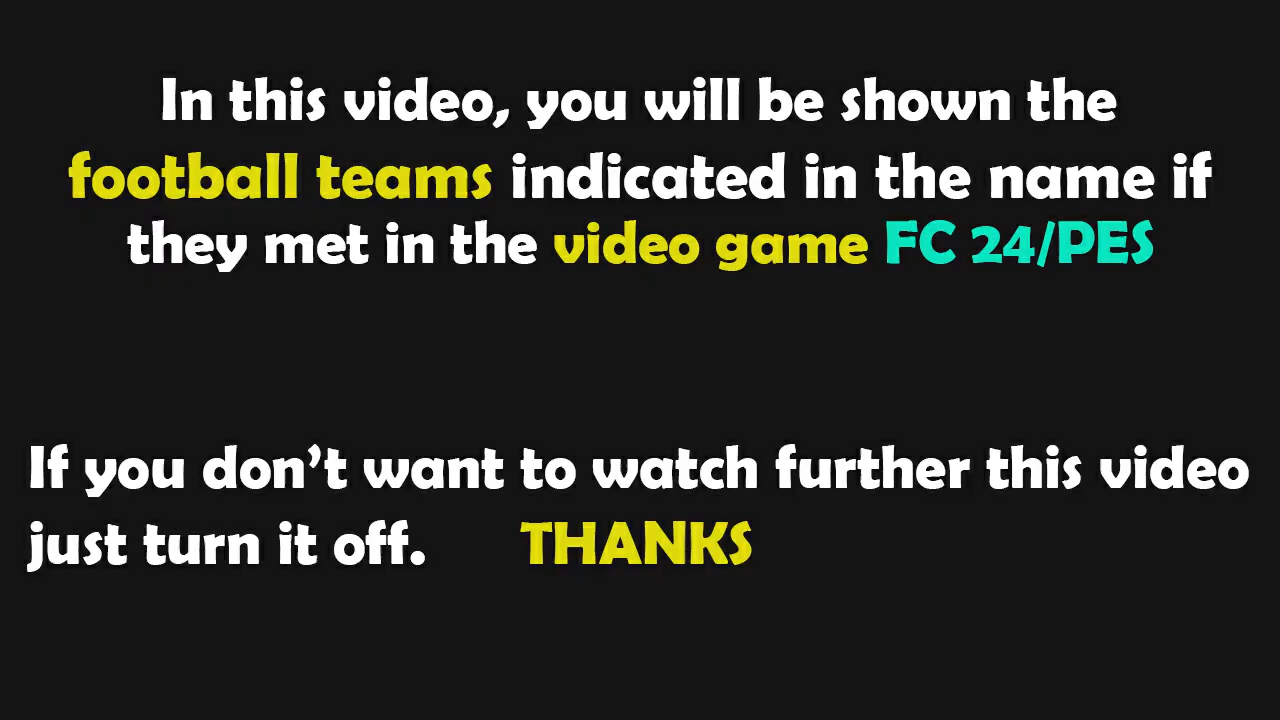 In this video, you will be shown the
football teams indicated in the name if
they met in the video game FC 24/PES
If you don’t want to watch further this video
just turn it off. THANKS